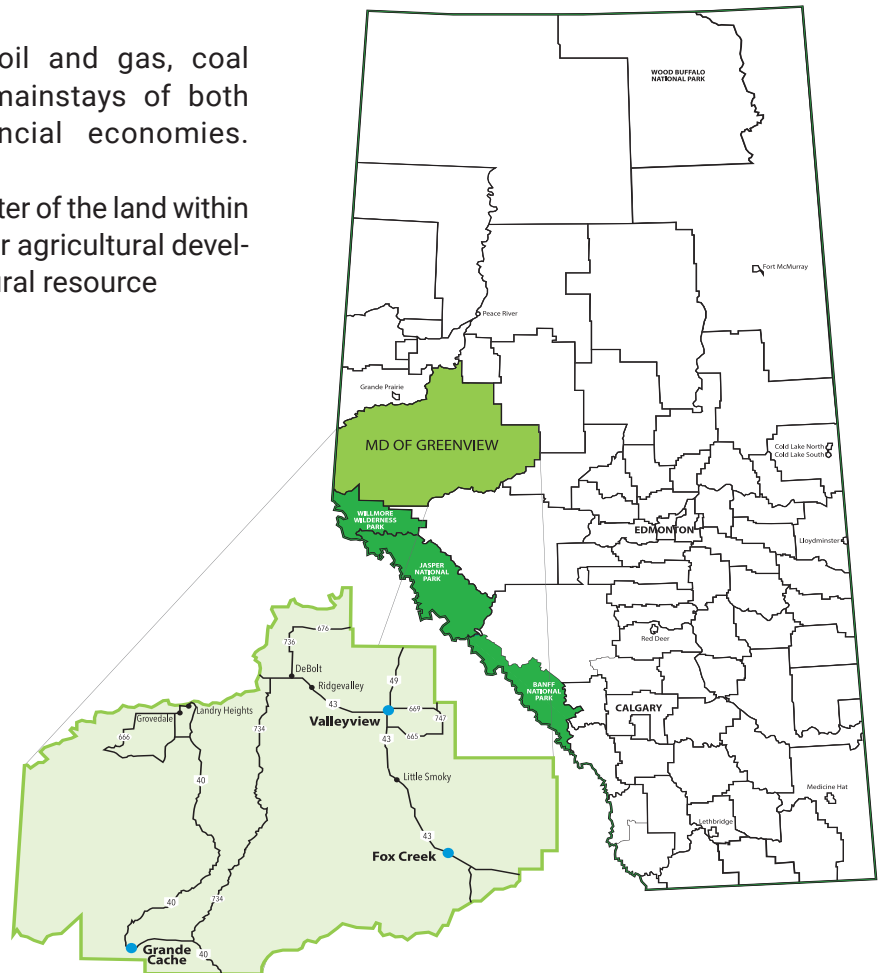 oil and gas, coal
mainstays of both
ncial economies.
ter of the land within
r agricultural devel-
ural resource
WOOD BUFFALO
NATIONAL PARK
Fort McMurray
Peace River
Grande Prairie
MD OF GREENVIEW
Cold Lake North
Cold Lake South
WILLMORE
WILDERNESS
PARK
EDMONTON
Lloydminster
JASPER
NATIONAL
PARK
Red Deer
BANFF
NATIONAL
PARK
CALGARY
Medicine Hat
Lethbridge
676
736
DeBolt
49
Ridgevalley
Landry Heights
Grovedale
43
669
Valleyview
747
734
666
43
665
40
Little Smoky
43
Fox Creek
40
734
Grande
Cache
40